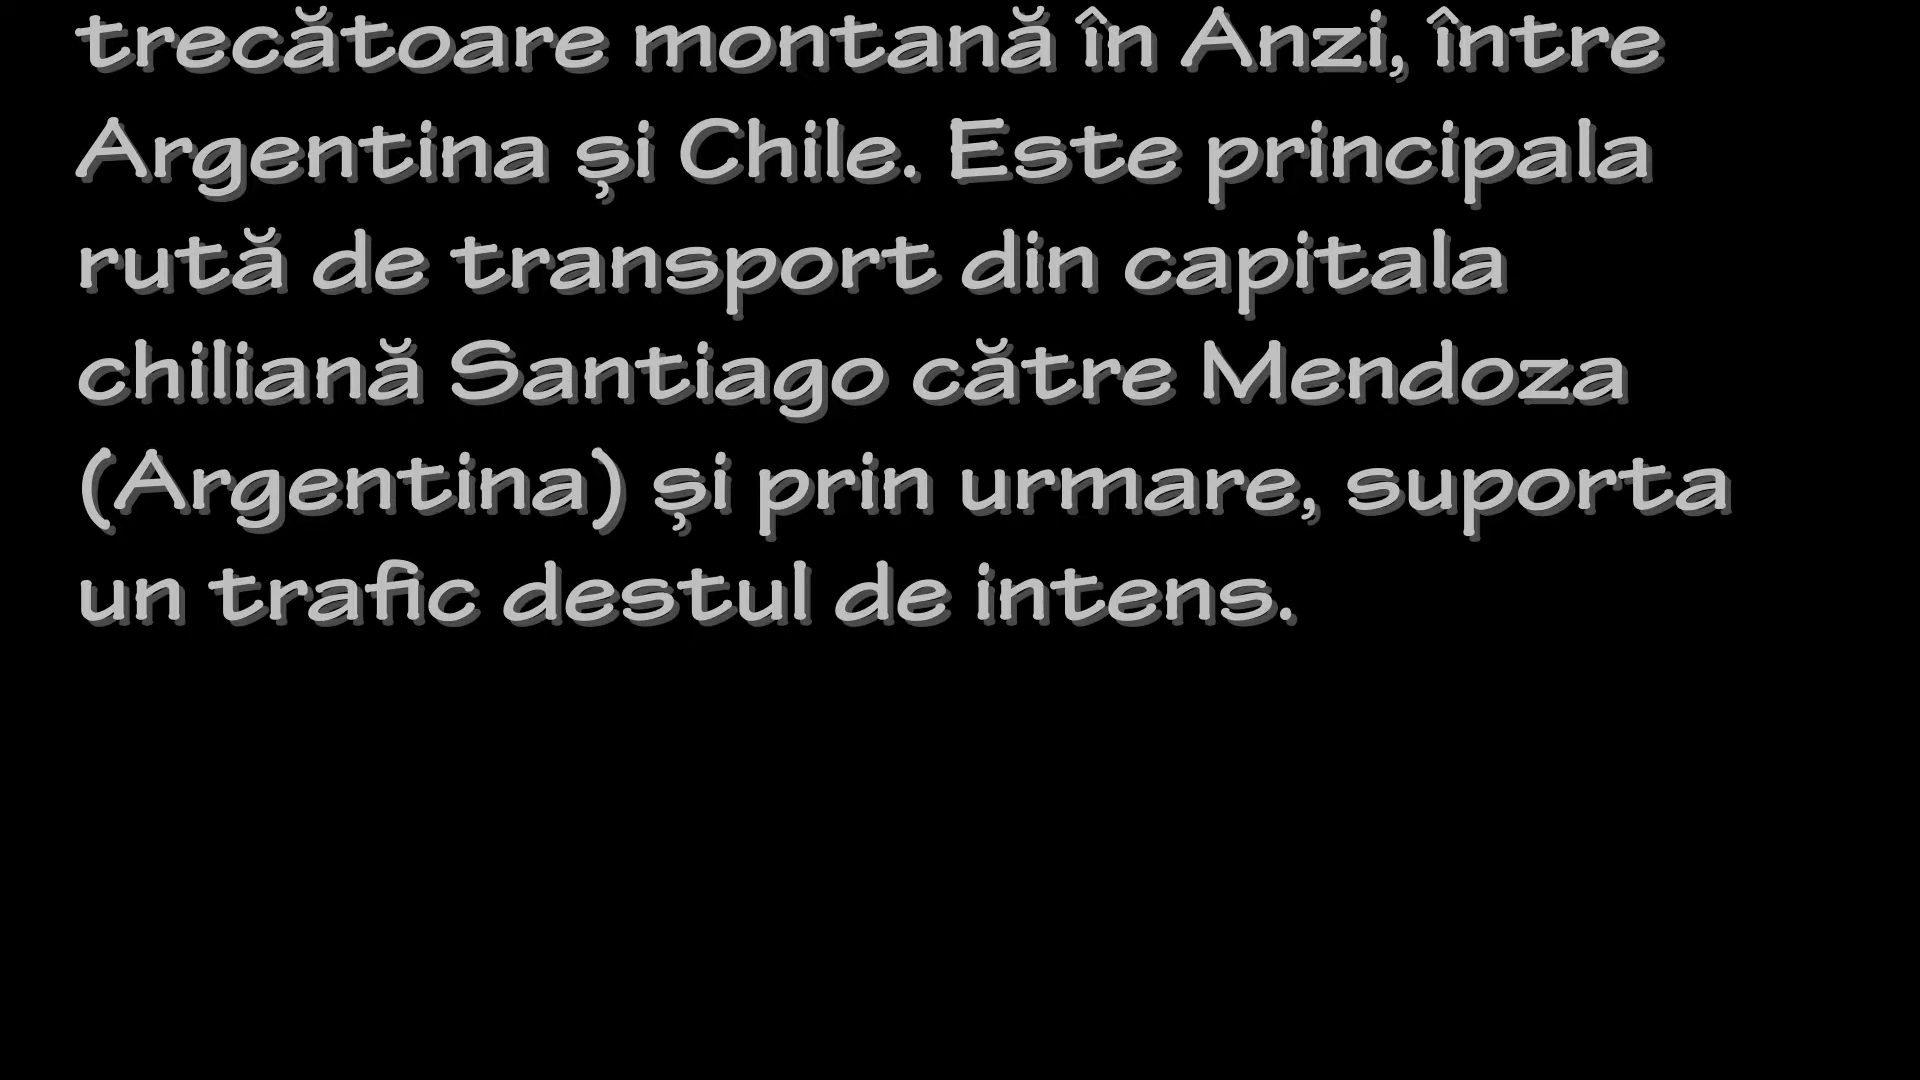 trecătoare montană în Anzi, între
Argentina și Chile. Este principala
rută de transport din capitala
chiliană Santiago către Mendoza
(Argentina) și prin urmare, suporta
un trafic destul de intens.